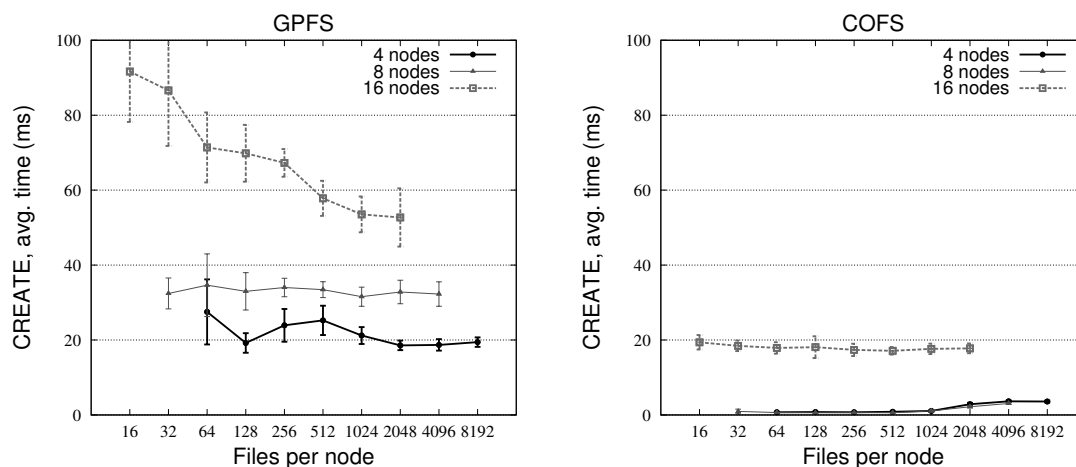 GPFS
100
80
60
40
20
0
CREATE, avg. time (ms)
4 nodes
8 nodes
16 nodes
16 32 64 128 256 512 1024 2048 4096 8192
Files per node
COFS
100
80
60
40
20
0
CREATE, avg. time (ms)
4 nodes
8 nodes
16 nodes
16 32 64 128 256 512 1024 2048 4096 8192
Files per node